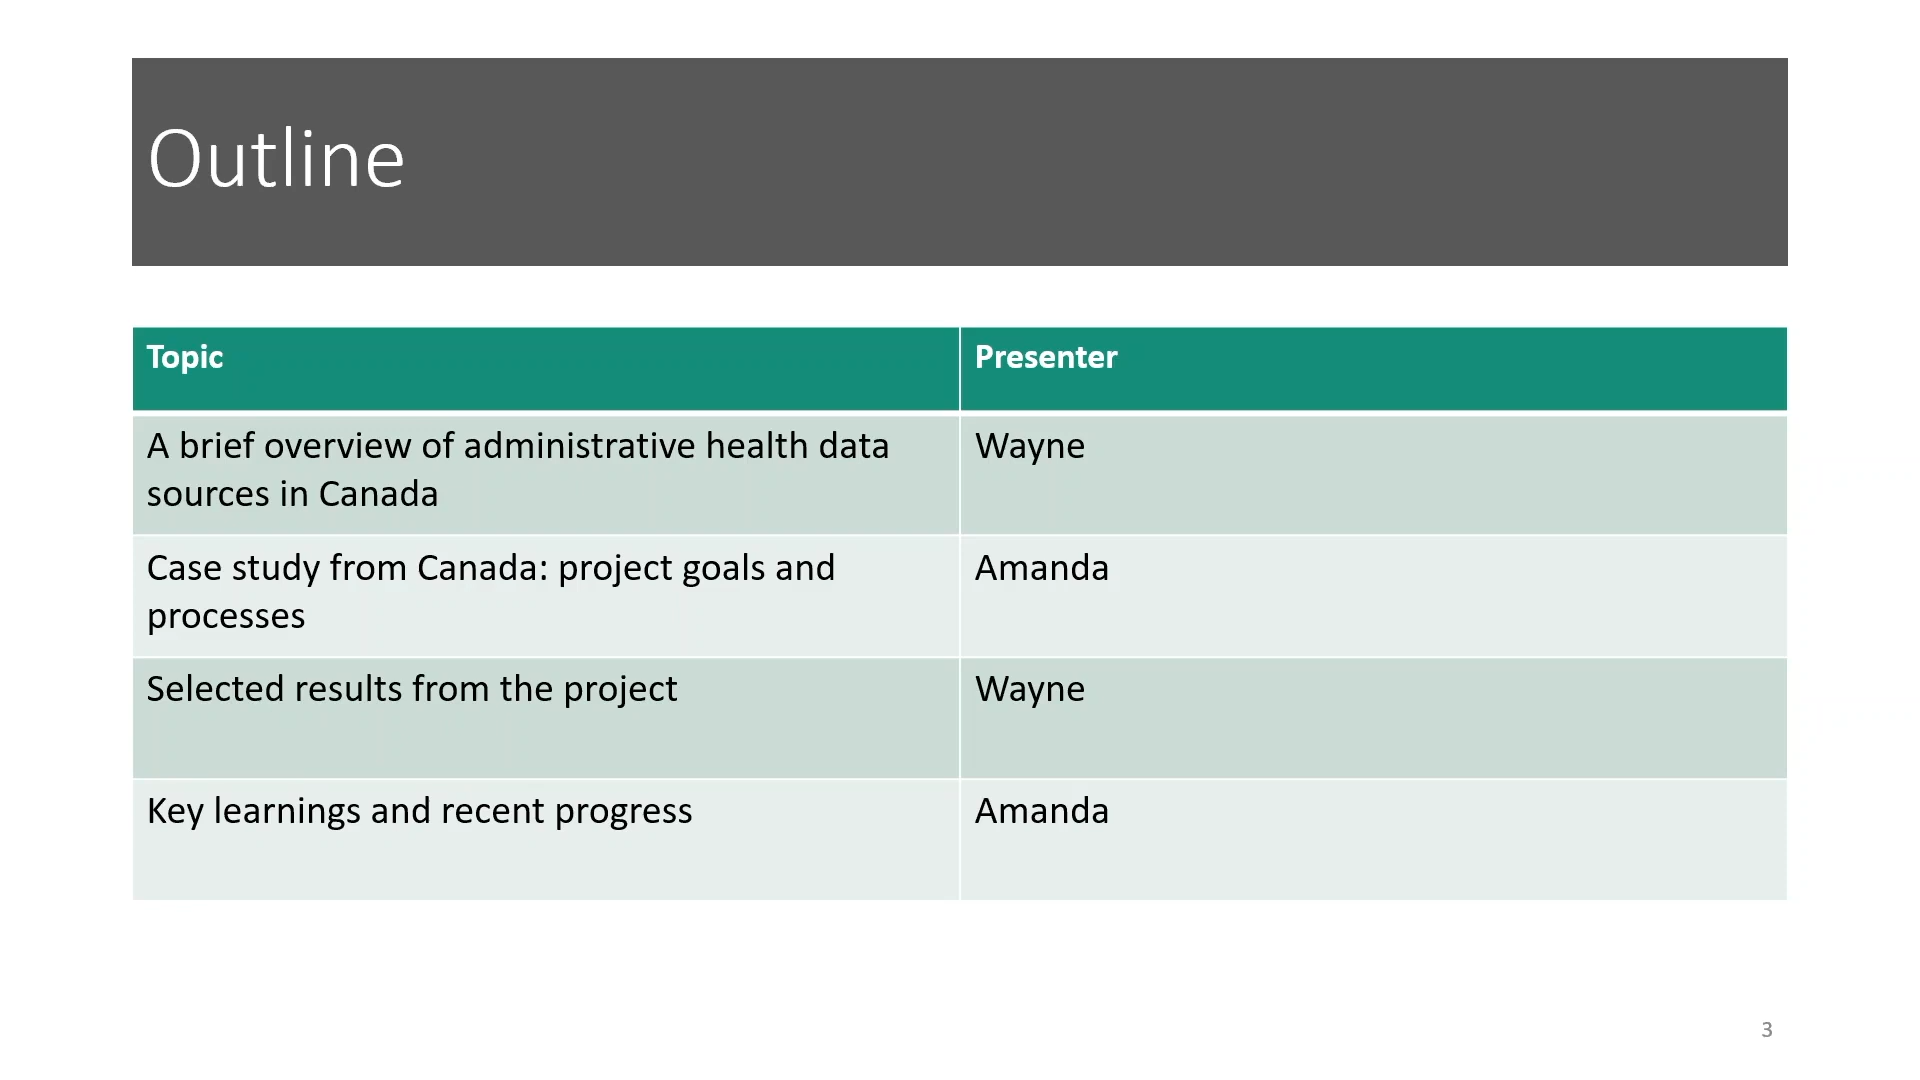 Outline
Topic
Presenter
A brief overview of administrative health data
sources in Canada
Wayne
Case study from Canada: project goals and
processes
Amanda
Selected results from the project
Wayne
Key learnings and recent progress
Amanda
3